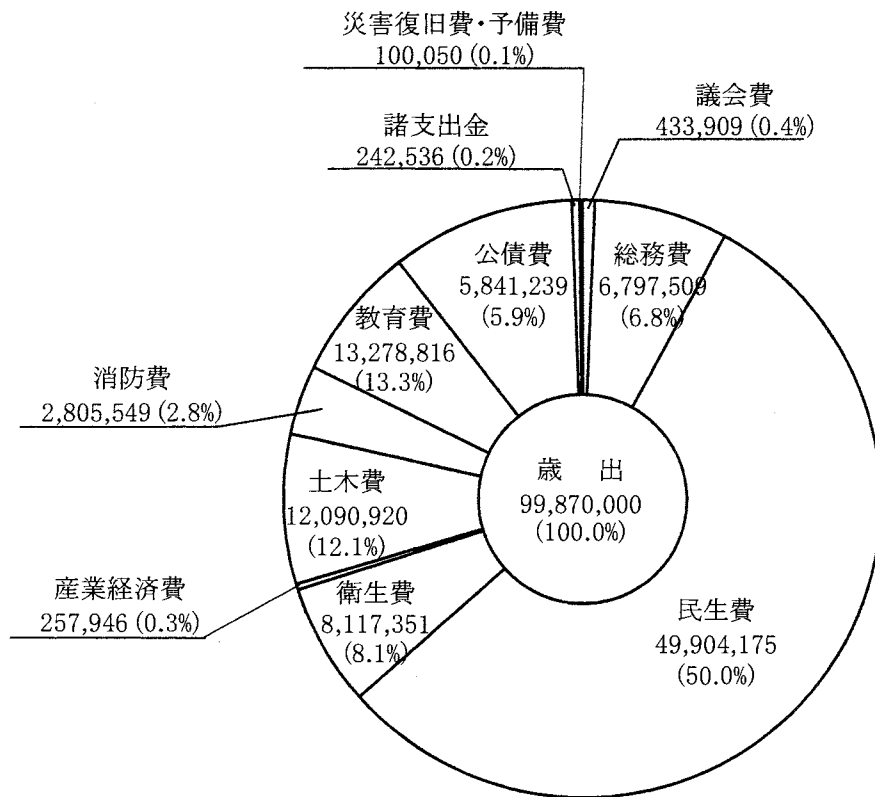 災害復旧費・予備費
100,050 (0.1%)
議会費
433,909 (0.4%)
諸支出金
242,536 (0.2%)
公債費
5,841,239
(5.9%)
総務費
6,797,509
(6.8%)
教育費
13,278,816
(13.3%)
消防費
2,805,549 (2.8%)
歳 出
99,870,000
(100.0%)
土木費
12,090,920
(12.1%)
産業経済費
257,946 (0.3%)
衛生費
8,117,351
(8.1%)
民生費
49,904,175
(50.0%)